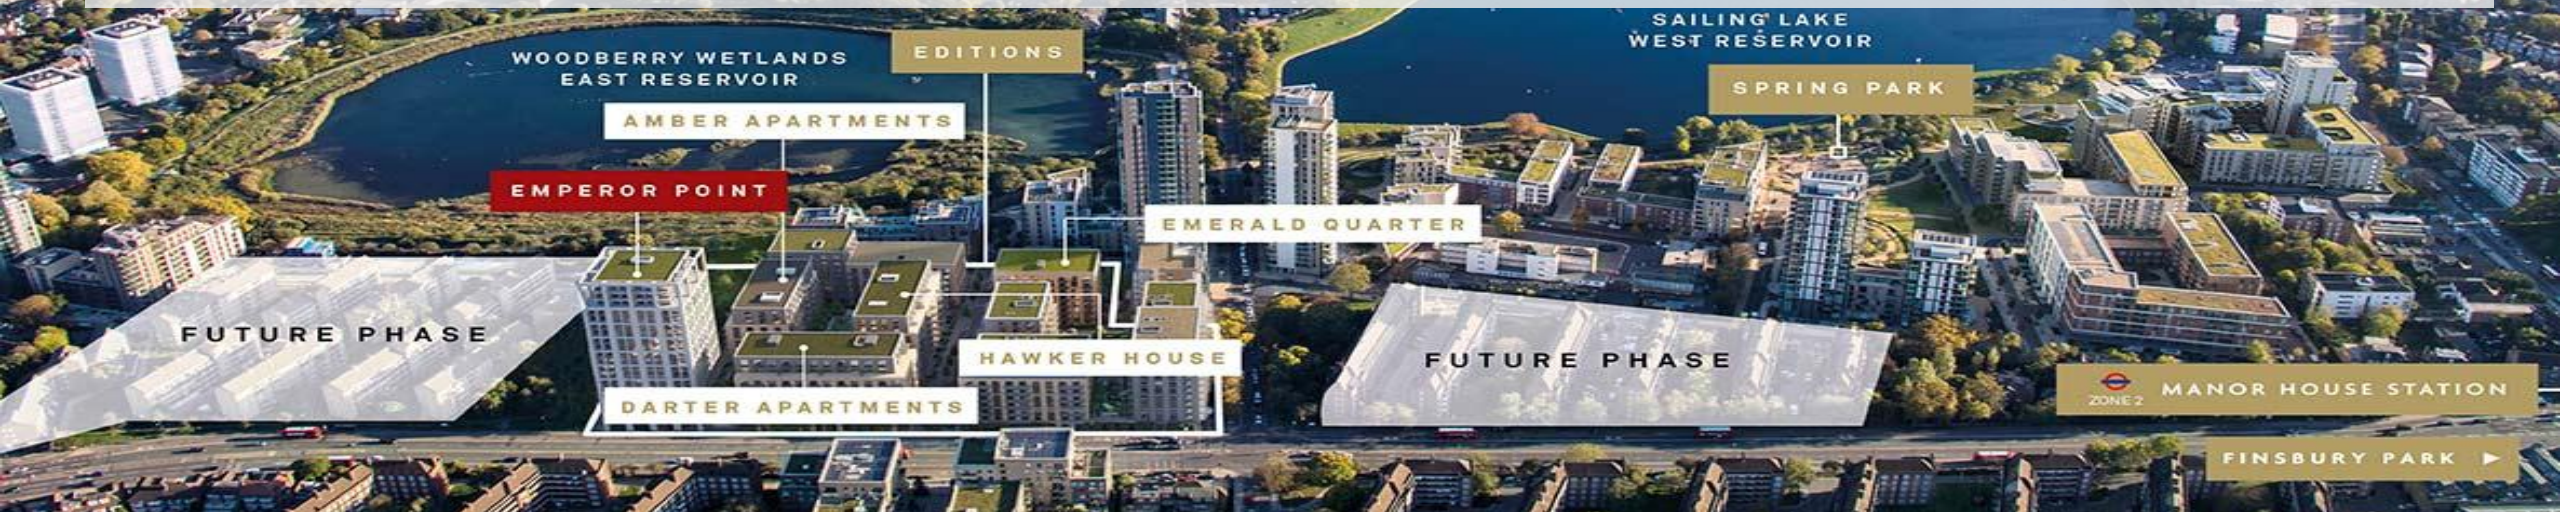 SAILING LAKE
WEST RESERVOIR
WOODBERRY WETLANDS
EAST RESERVOIR
EDITIONS
SPRING PARK
AMBER APARTMENTS
EMPEROR POINT
EMERALD QUARTER
FUTURE PHASE
HAWKER HOUSE
FUTURE PHASE
DARTER APARTMENTS
ZONE 2
MANOR HOUSE STATION
FINSBURY PARK